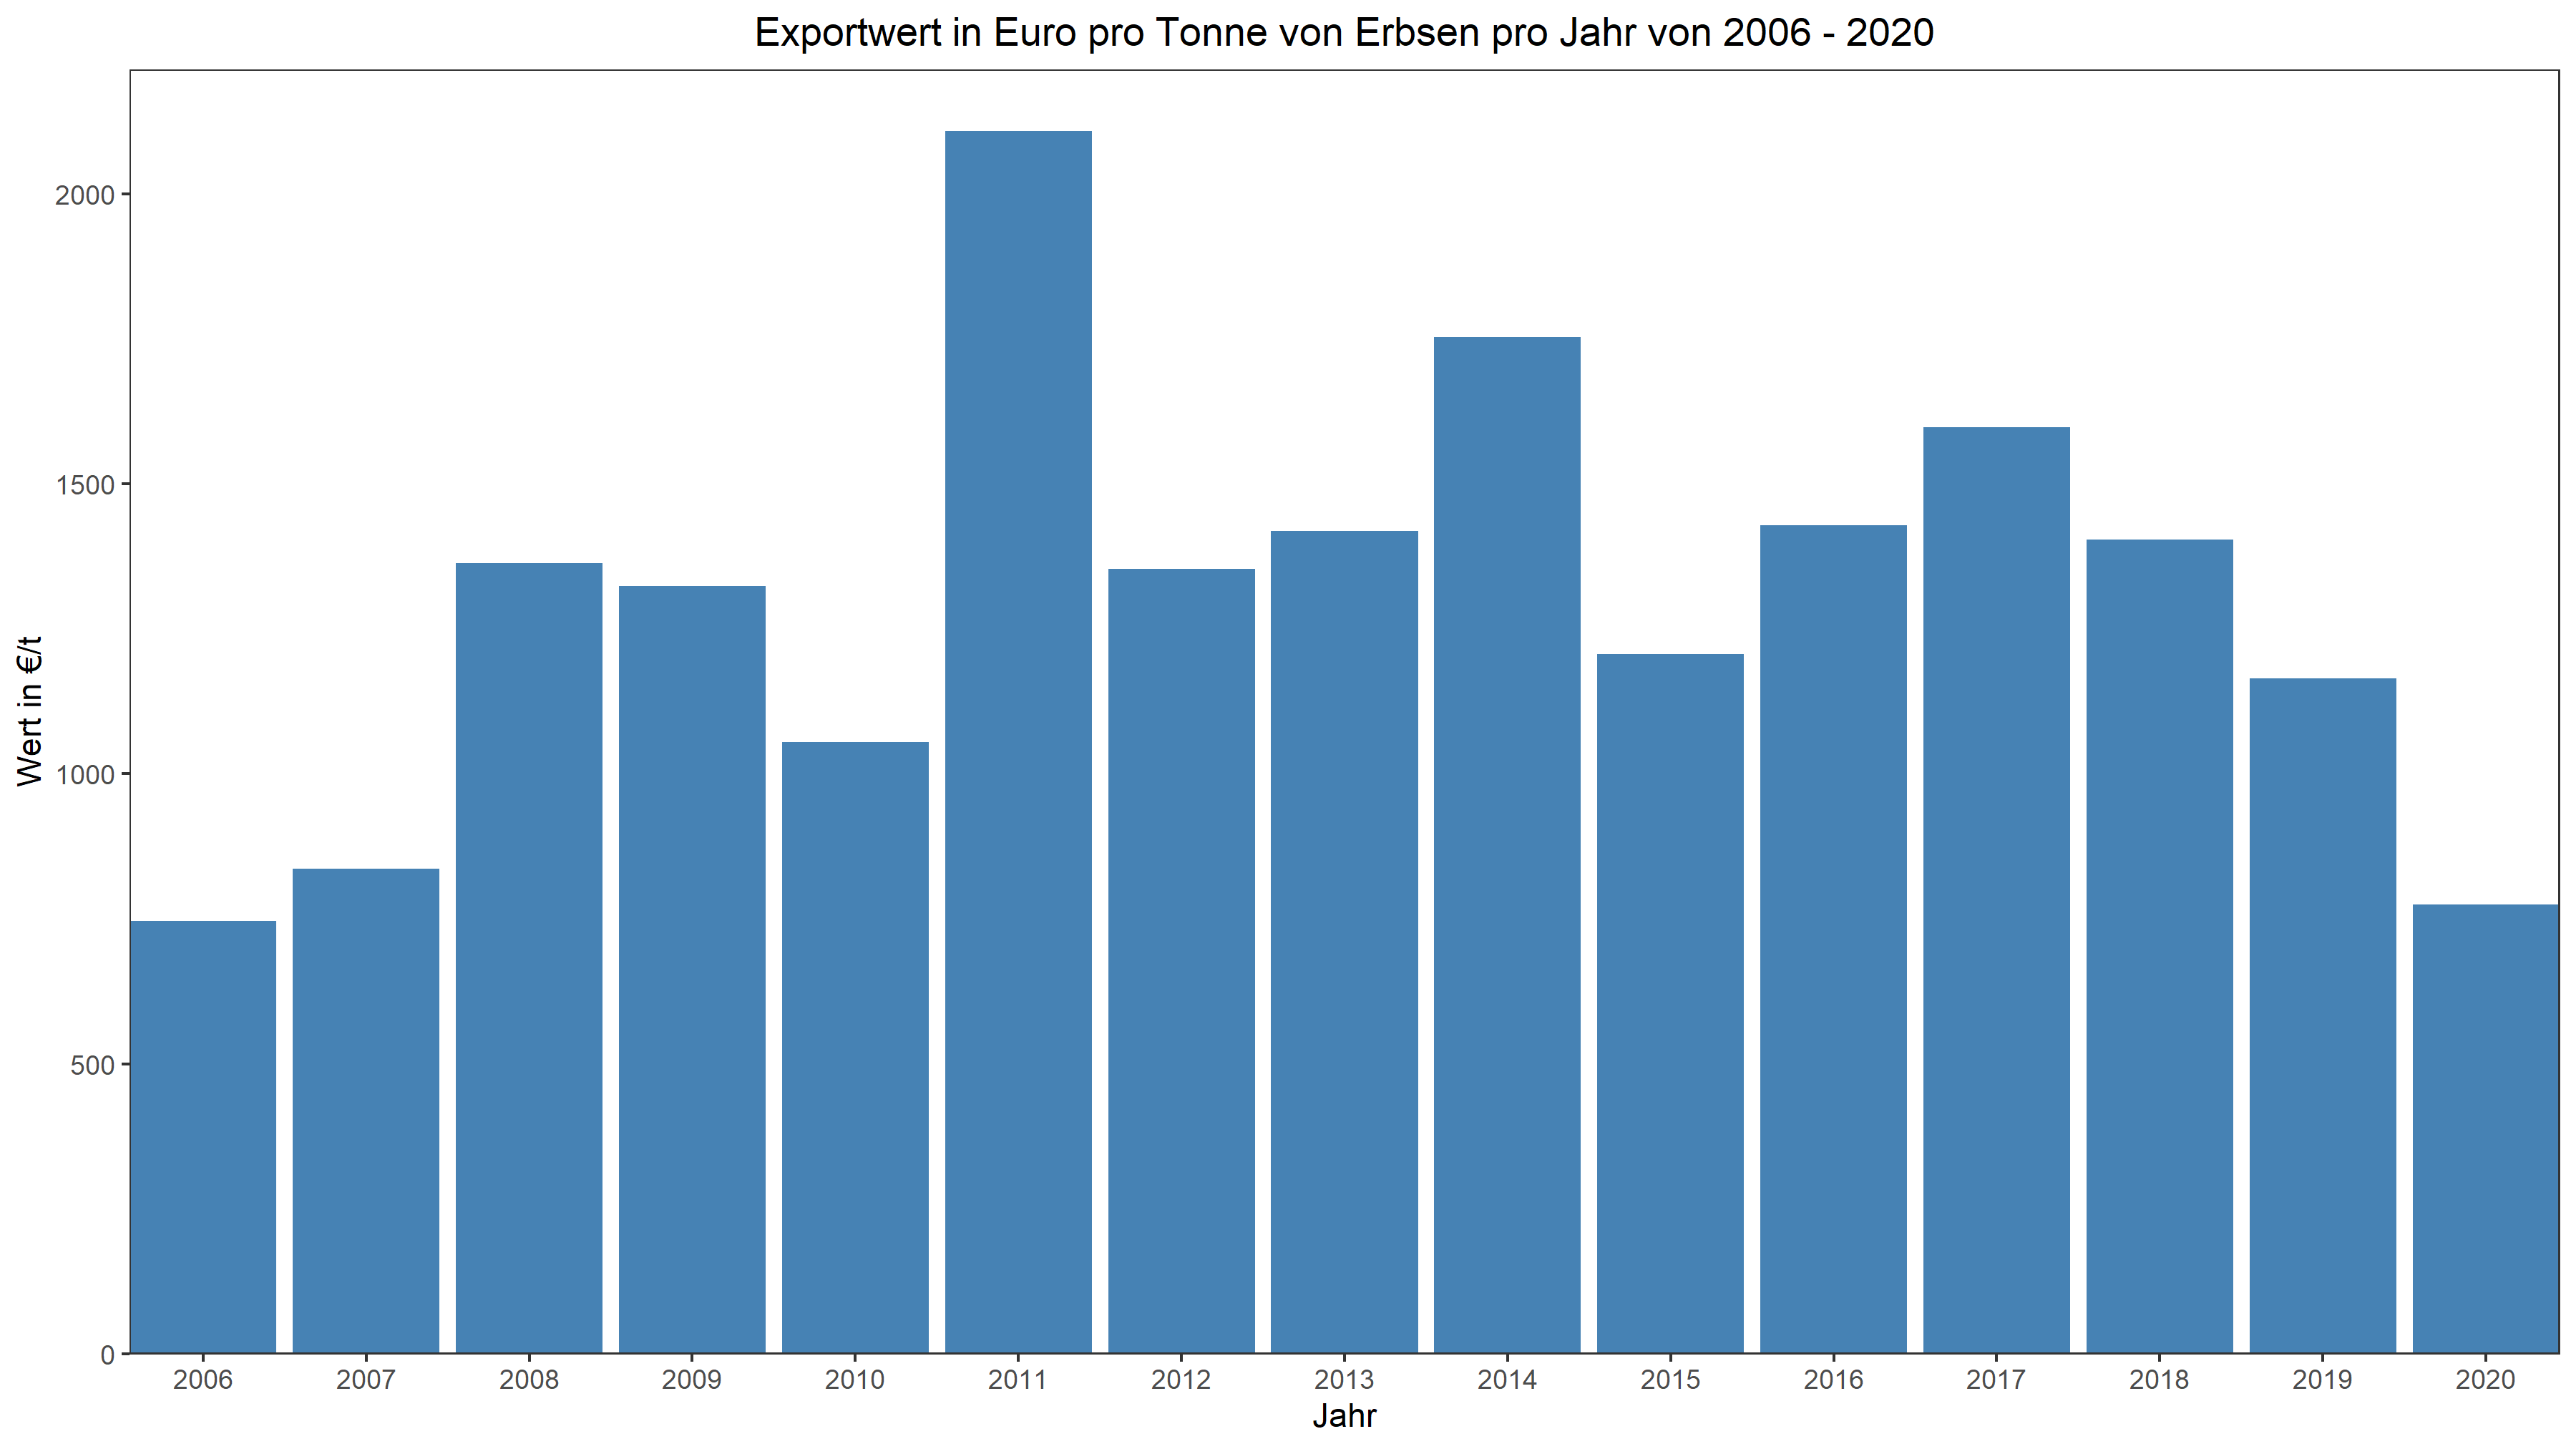 Exportwert in Euro pro Tonne von Erbsen pro Jahr von 2006 - 2020
Wert in €/t
2000
1500
1000
500
0
2006 2007 2008 2009 2010 2011 2012 2013 2014 2015 2016 2017 2018 2019 2020
Jahr